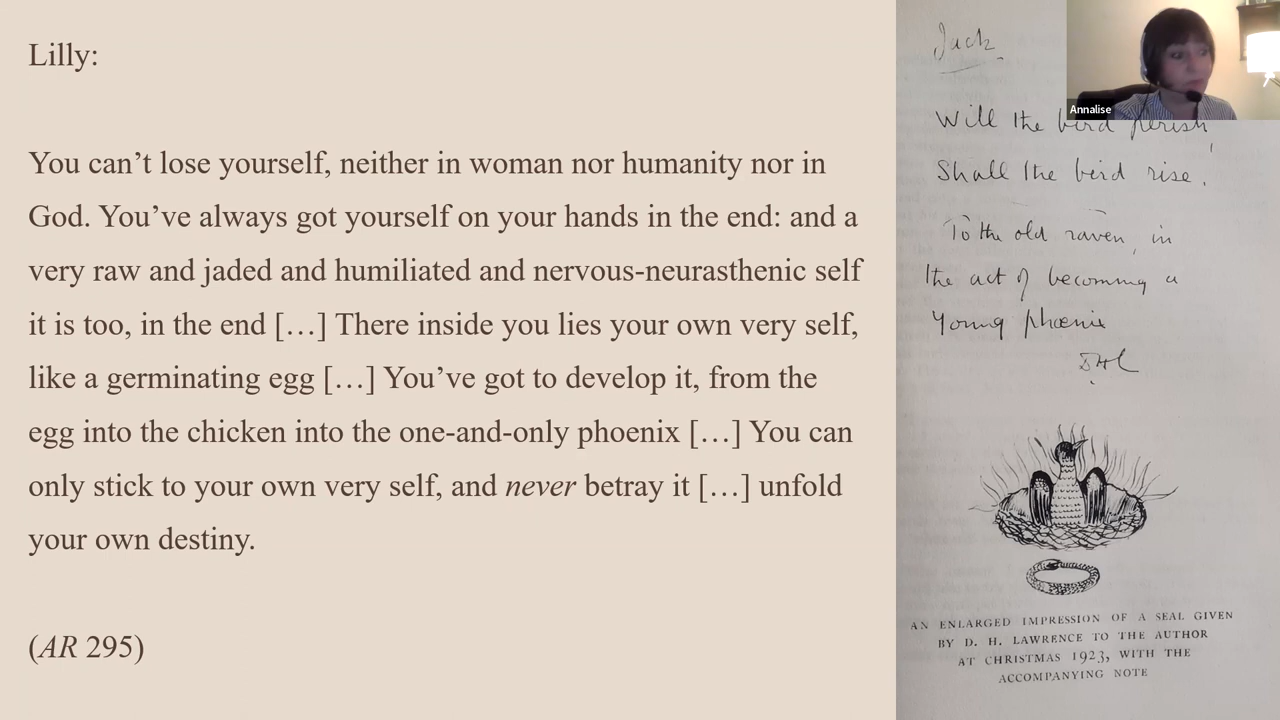 Lilly:
You can’t lose yourself, neither in woman nor humanity nor in
God. You’ve always got yourself on your hands in the end: and a
very raw and jaded and humiliated and nervous-neurasthenic self
it is too, in the end […] There inside you lies your own very self,
like a germinating egg […] You’ve got to develop it, from the
egg into the chicken into the one-and-only phoenix […] You can
only stick to your own very self, and never betray it […] unfold
your own destiny.
(AR 295)
Jack
Will the bird perish,
Shall the bird rise.
To the old raven, in
the act of becoming a
young phoenix
DHL
AN ENLARGED IMPRESSION OF A SEAL GIVEN
BY D. H. LAWRENCE TO THE AUTHOR
AT CHRISTMAS 1923, WITH THE
ACCOMPANYING NOTE
Annalise